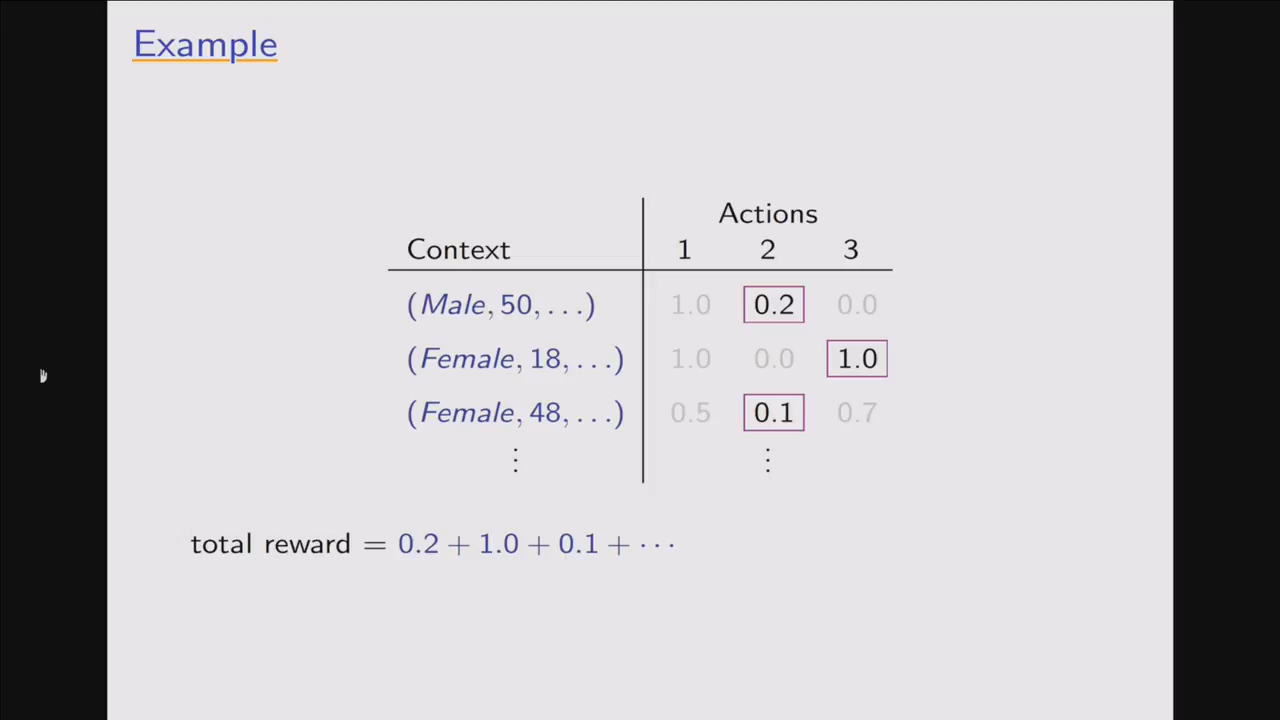 Example
Actions
Context 1 2 3
(Male, 50, ...) 1.0 0.2 0.0
(Female, 18, ...) 1.0 0.0 1.0
(Female, 48, ...) 0.5 0.1 0.7
⋮ ⋮
total reward = 0.2 + 1.0 + 0.1 + ···